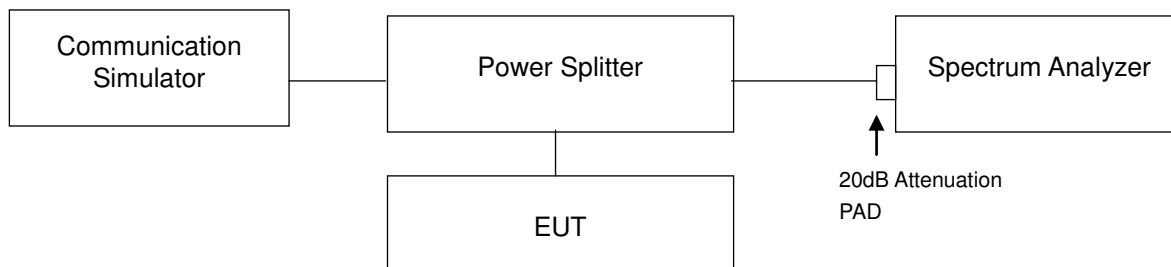 Communication
Simulator
Power Splitter
Spectrum Analyzer
20dB Attenuation
PAD
EUT